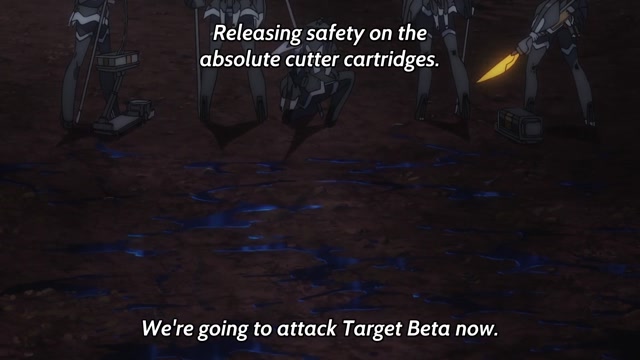 Releasing safety on the
absolute cutter cartridges.
We're going to attack Target Beta now.